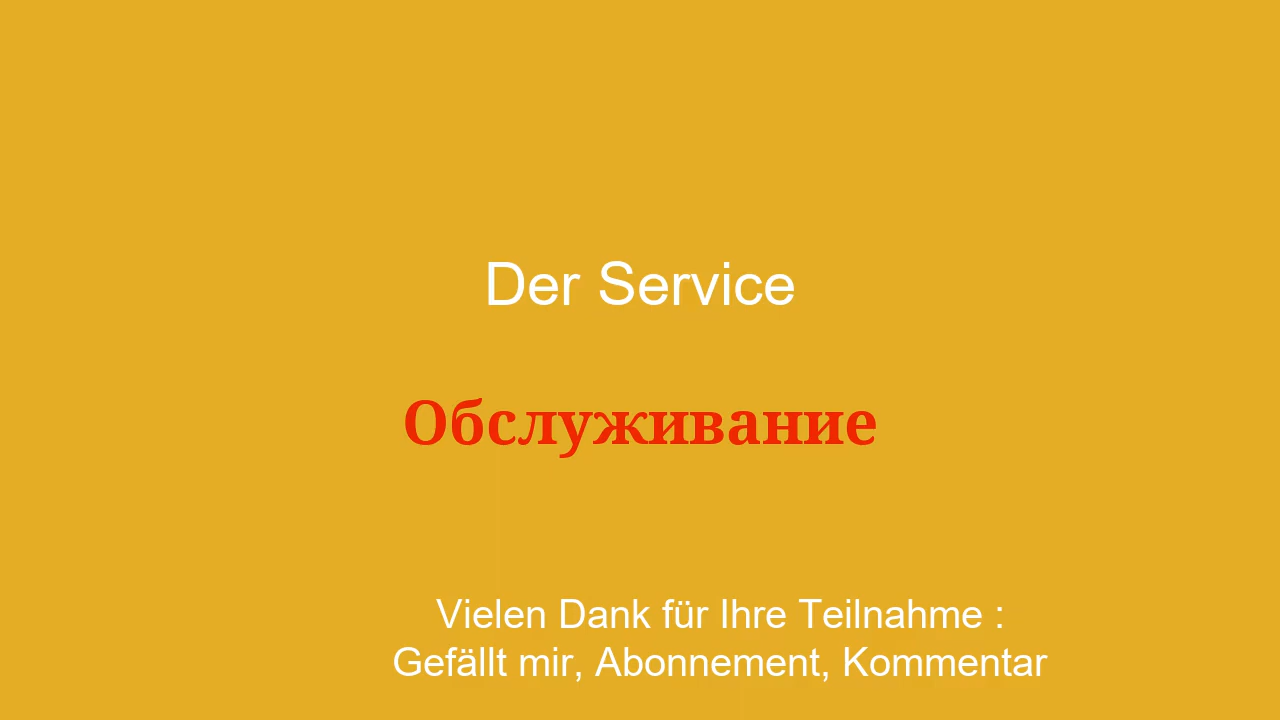 Der Service
Обслуживание
Vielen Dank für Ihre Teilnahme :
Gefällt mir, Abonnement, Kommentar